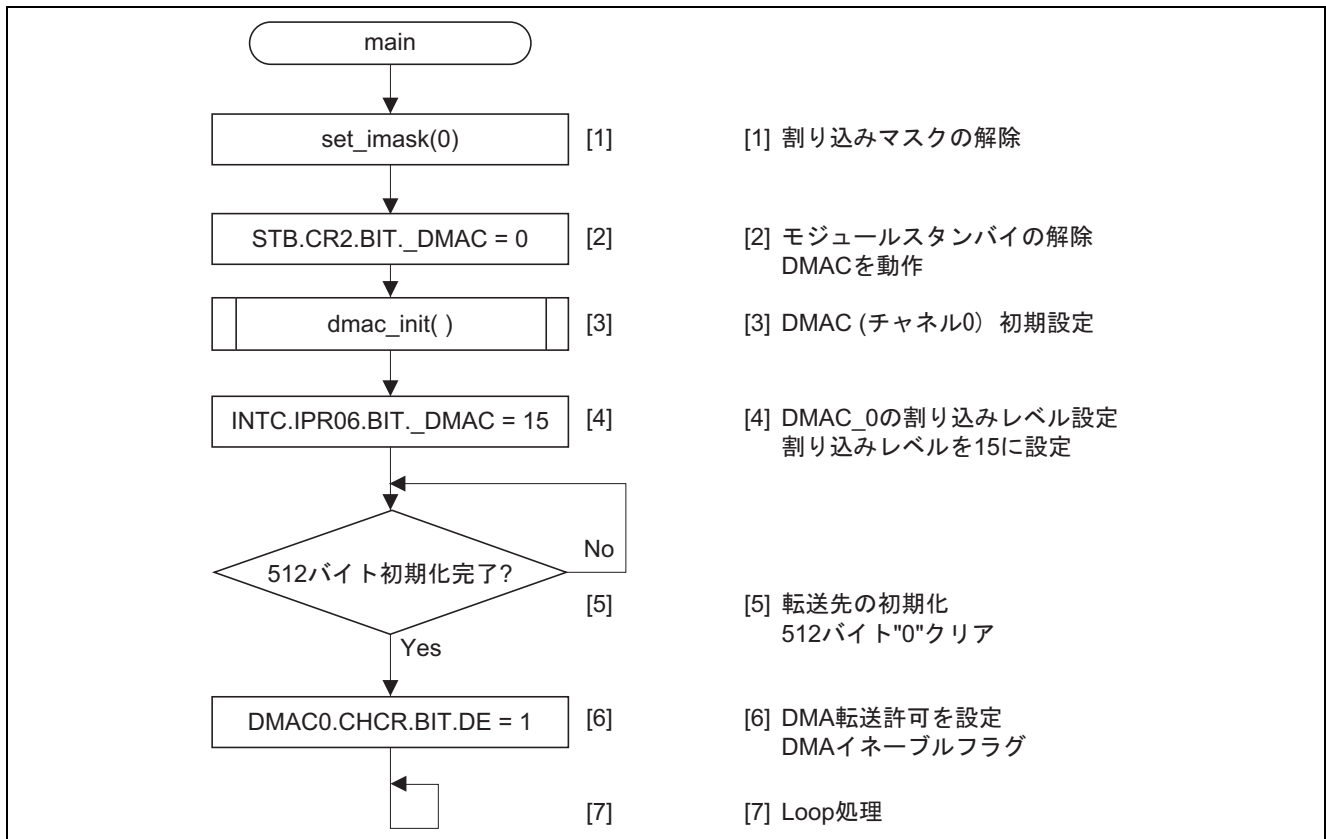 main
set_imask(0) [1] [1] 割り込みマスクの解除
STB.CR2.BIT._DMAC = 0 [2] [2] モジュールスタンバイの解除
DMACを動作
dmac_init( ) [3] [3] DMAC (チャネル0）初期設定
INTC.IPR06.BIT._DMAC = 15 [4] [4] DMAC_0の割り込みレベル設定
割り込みレベルを15に設定
No
512バイト初期化完了?
[5] [5] 転送先の初期化
512バイト"0"クリア
Yes
DMAC0.CHCR.BIT.DE = 1 [6] [6] DMA転送許可を設定
DMAイネーブルフラグ
[7] [7] Loop処理